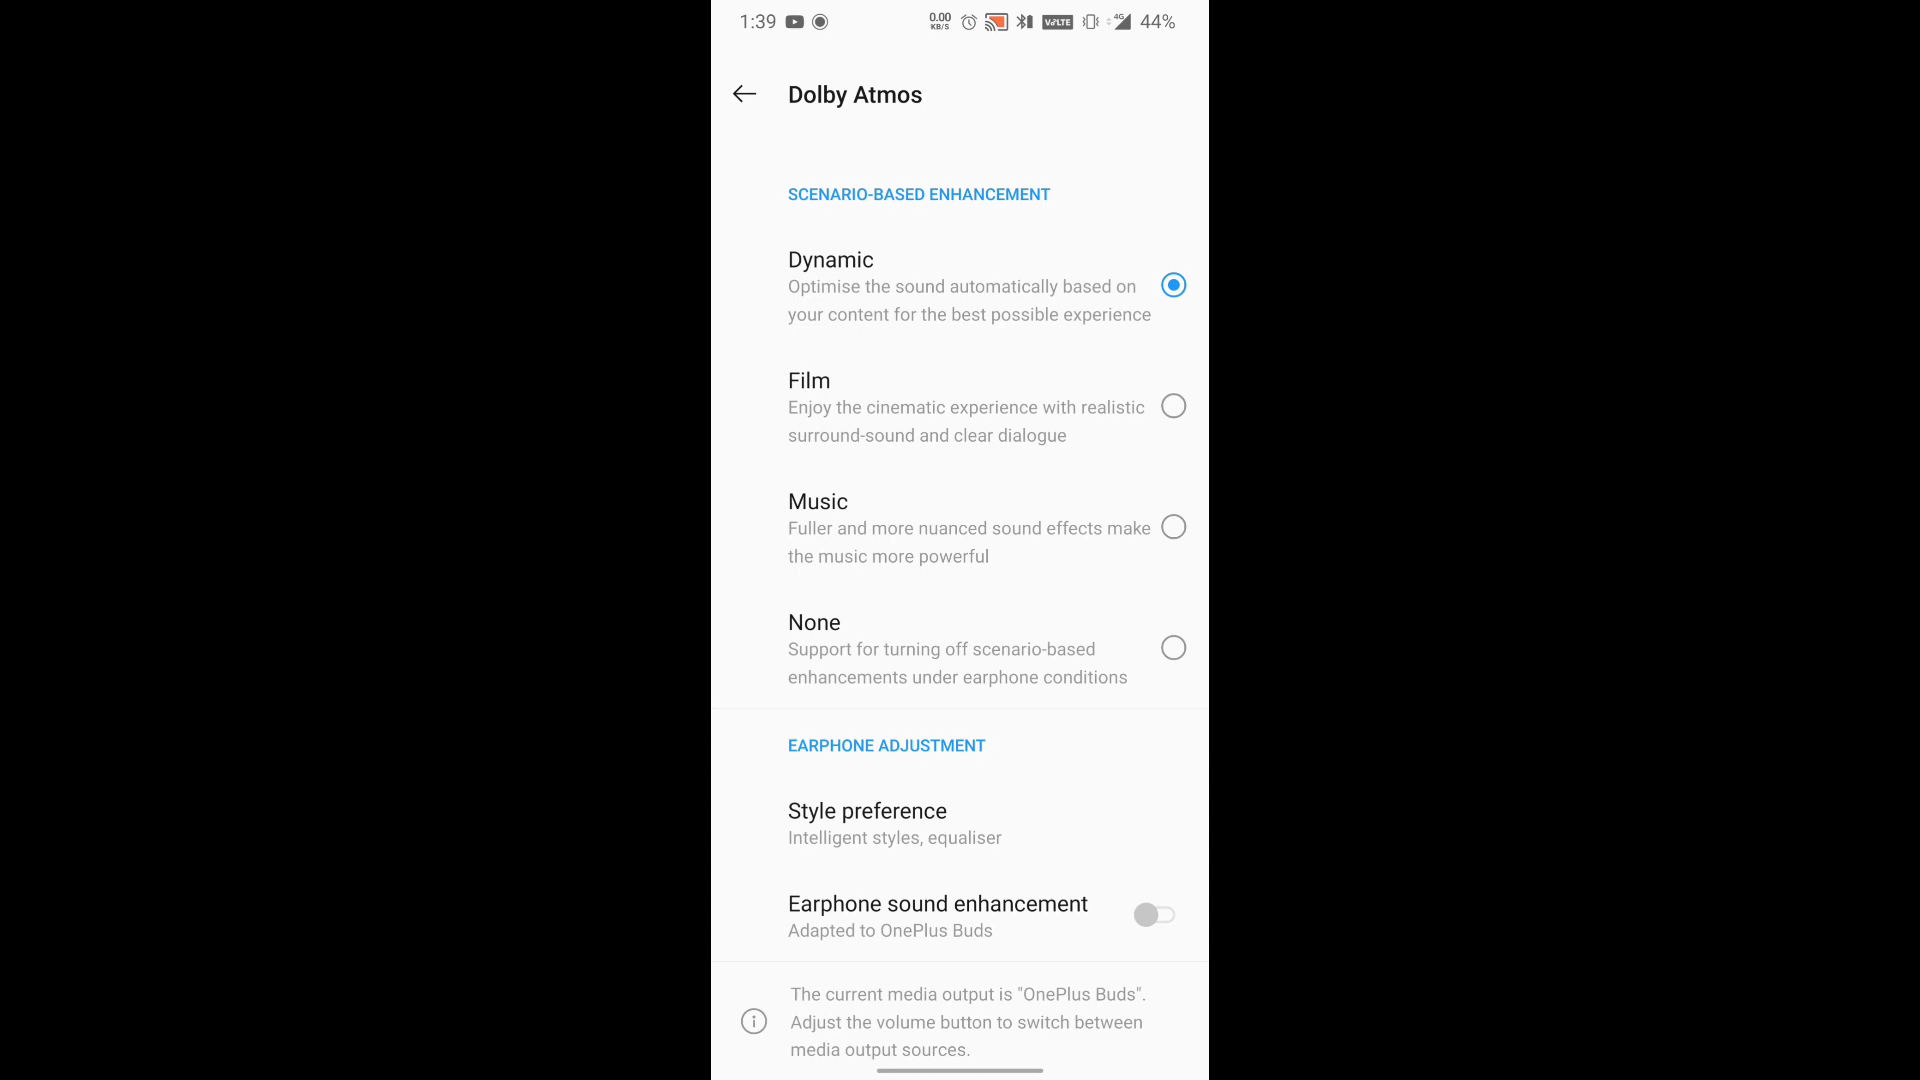 1:39 0.00 KB/S VoLTE 4G 44%
Dolby Atmos
SCENARIO-BASED ENHANCEMENT
Dynamic
Optimise the sound automatically based on
your content for the best possible experience
Film
Enjoy the cinematic experience with realistic
surround-sound and clear dialogue
Music
Fuller and more nuanced sound effects make
the music more powerful
None
Support for turning off scenario-based
enhancements under earphone conditions
EARPHONE ADJUSTMENT
Style preference
Intelligent styles, equaliser
Earphone sound enhancement
Adapted to OnePlus Buds
The current media output is "OnePlus Buds".
Adjust the volume button to switch between
media output sources.